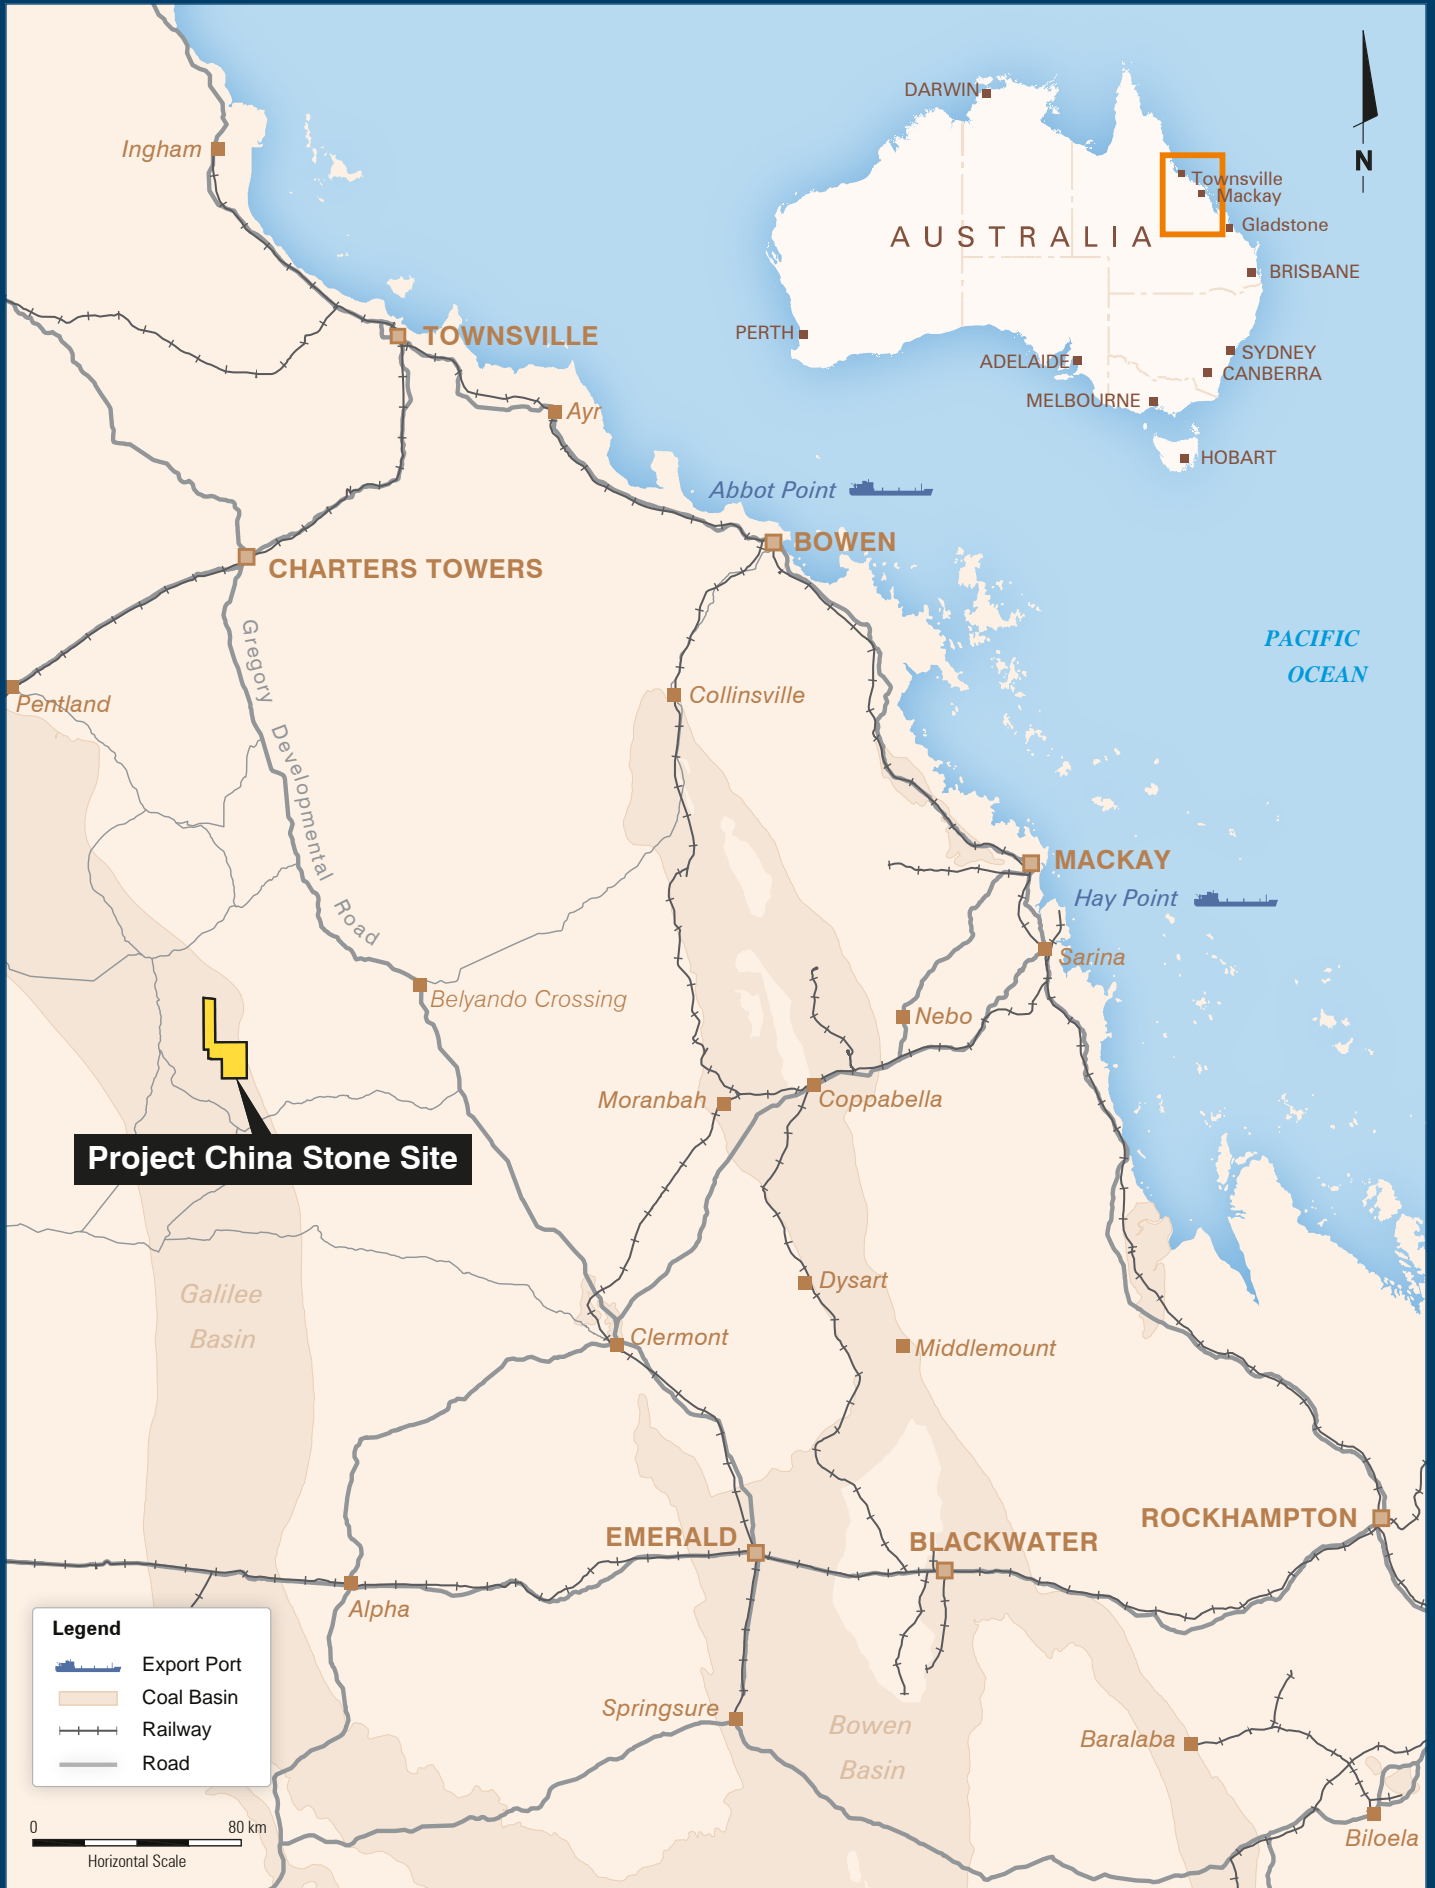 DARWIN
Ingham
N
Townsville
Mackay
AUSTRALIA
Gladstone
BRISBANE
PERTH
TOWNSVILLE
SYDNEY
ADELAIDE
CANBERRA
MELBOURNE
Ayr
HOBART
Abbot Point
BOWEN
CHARTERS TOWERS
PACIFIC
OCEAN
Gregory Developmental Road
Collinsville
Pentland
MACKAY
Hay Point
Sarina
Belyando Crossing
Nebo
Moranbah
Coppabella
Project China Stone Site
Dysart
Galilee
Basin
Clermont
Middlemount
ROCKHAMPTON
EMERALD
BLACKWATER
Alpha
Legend
Export Port
Coal Basin
Railway
Road
Springsure
Bowen
Basin
Baralaba
0 80 km
Horizontal Scale
Biloela